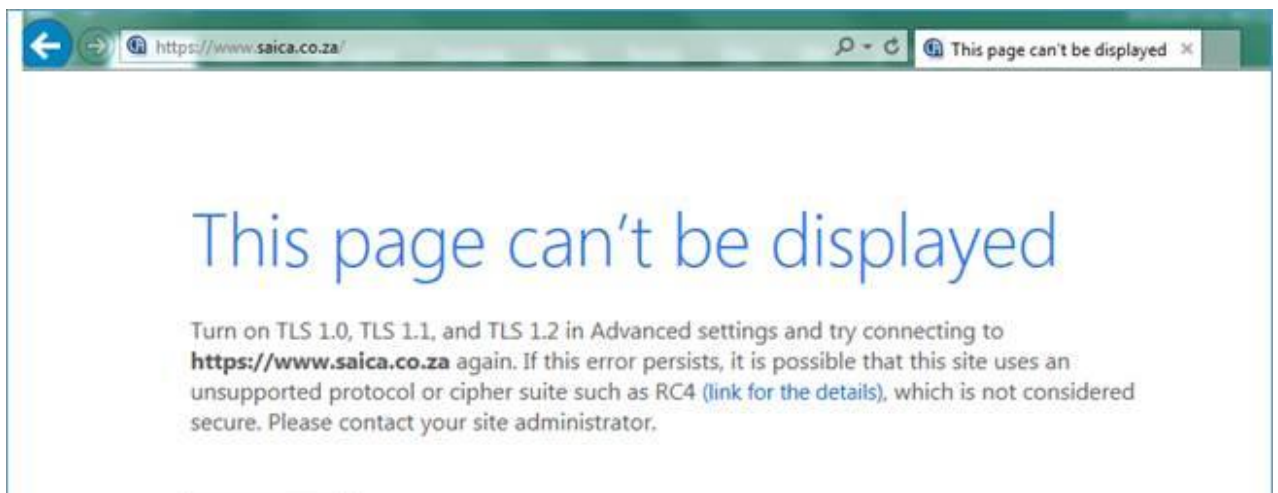 https://www.saica.co.za/
This page can't be displayed
This page can't be displayed
Turn on TLS 1.0, TLS 1.1, and TLS 1.2 in Advanced settings and try connecting to
https://www.saica.co.za again. If this error persists, it is possible that this site uses an
unsupported protocol or cipher suite such as RC4 (link for the details), which is not considered
secure. Please contact your site administrator.